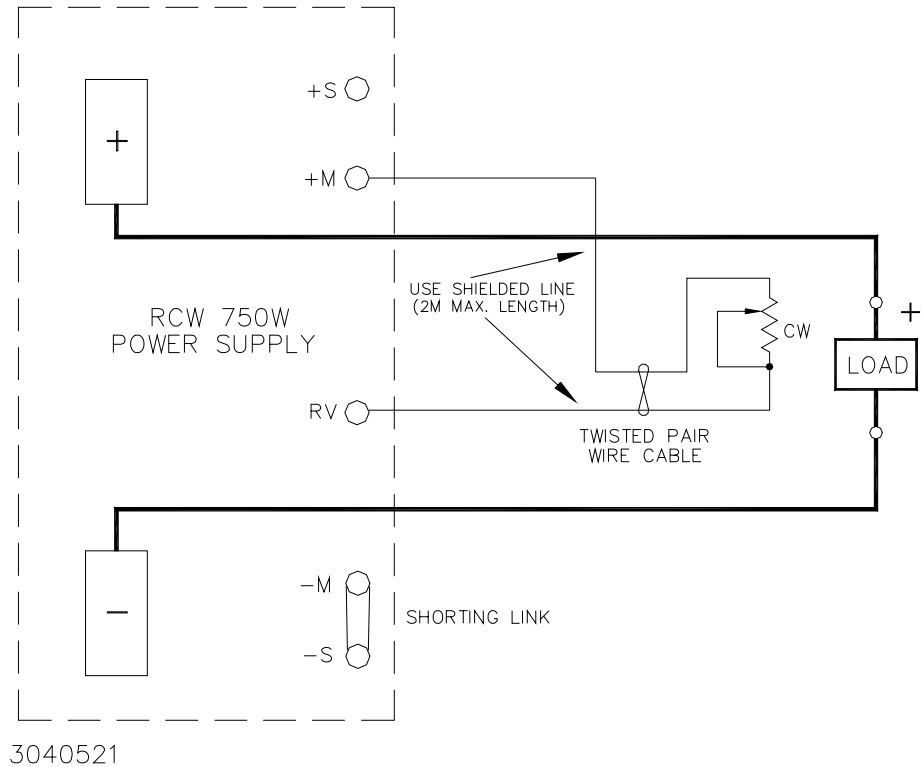 +S
+
+M
USE SHIELDED LINE
(2M MAX. LENGTH)
+
RCW 750W
POWER SUPPLY
CW
LOAD
RV
TWISTED PAIR
WIRE CABLE
-M
-
SHORTING LINK
-S
3040521